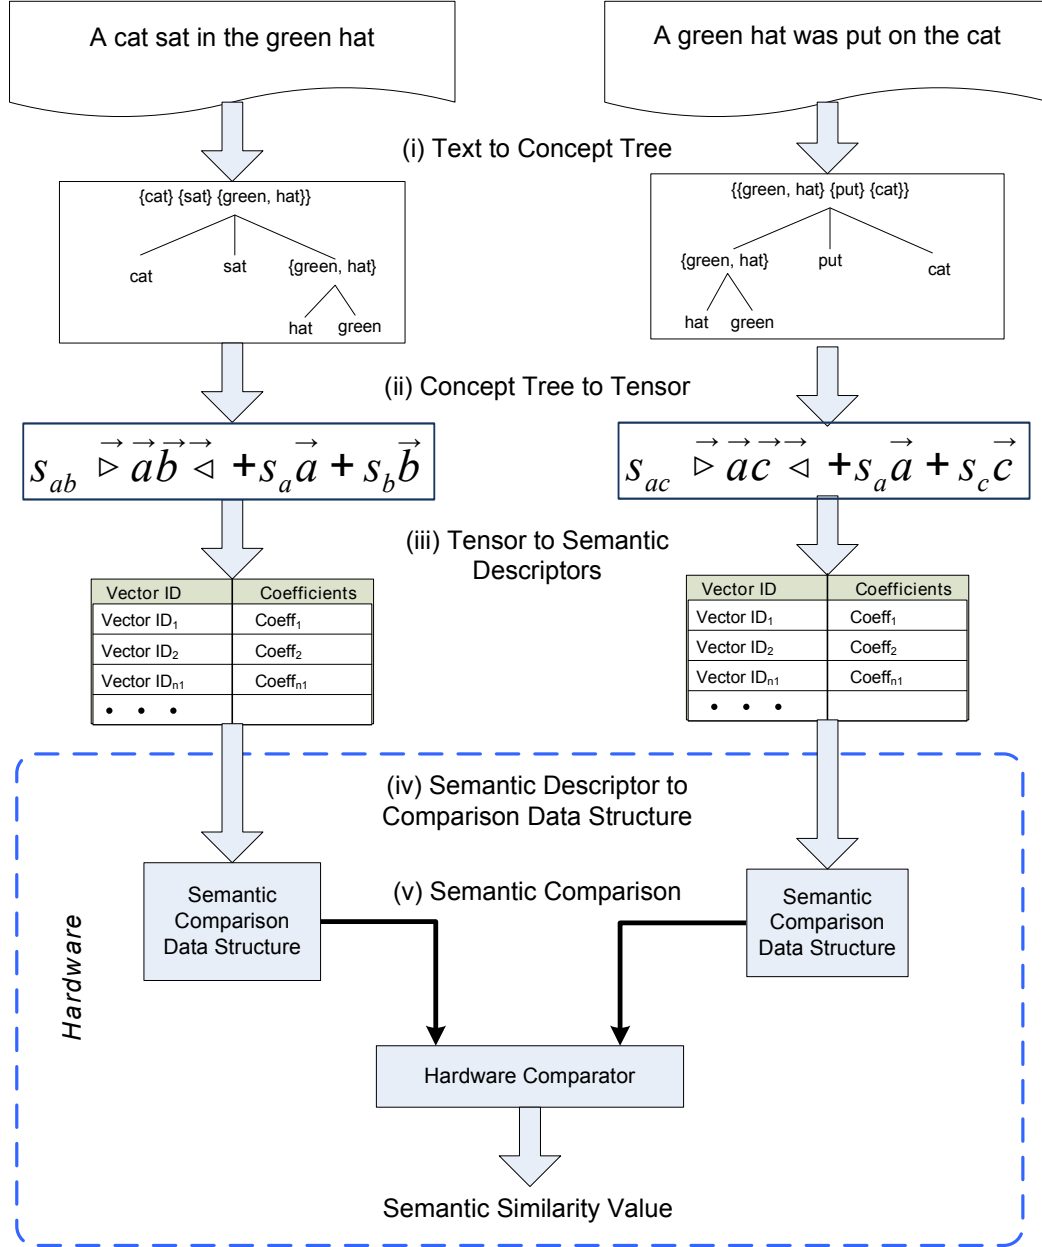 A cat sat in the green hat
A green hat was put on the cat
(i) Text to Concept Tree
{cat} {sat} {green, hat}}
cat
sat
{green, hat}
hat
green
{{green, hat} {put} {cat}}
{green, hat}
put
cat
hat
green
(ii) Concept Tree to Tensor
s_ab ▷⃗ a⃗b⃗ ◁⃗ + s_a a⃗ + s_b b⃗
s_ac ▷⃗ a⃗c⃗ ◁⃗ + s_a a⃗ + s_c c⃗
(iii) Tensor to Semantic
Descriptors
Vector ID Coefficients
Vector ID₁ Coeff₁
Vector ID₂ Coeff₂
Vector IDₙ₁ Coeffₙ₁
• • •
Vector ID Coefficients
Vector ID₁ Coeff₁
Vector ID₂ Coeff₂
Vector IDₙ₁ Coeffₙ₁
• • •
(iv) Semantic Descriptor to
Comparison Data Structure
Hardware
Semantic
Comparison
Data Structure
(v) Semantic Comparison
Semantic
Comparison
Data Structure
Hardware Comparator
Semantic Similarity Value